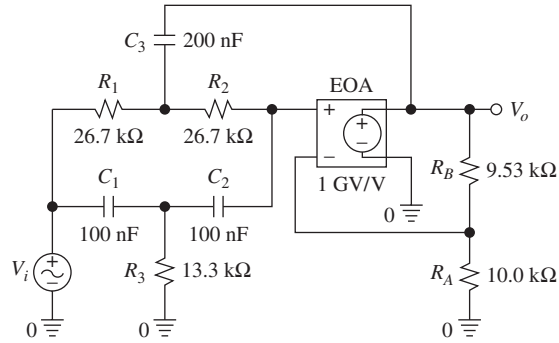 C3 200 nF
R1 R2 EOA
26.7 kΩ 26.7 kΩ
+ + − −
Vo
1 GV/V
RB 9.53 kΩ
C1 C2
100 nF 100 nF
0
Vi + −
R3 13.3 kΩ
RA 10.0 kΩ
0 0 0